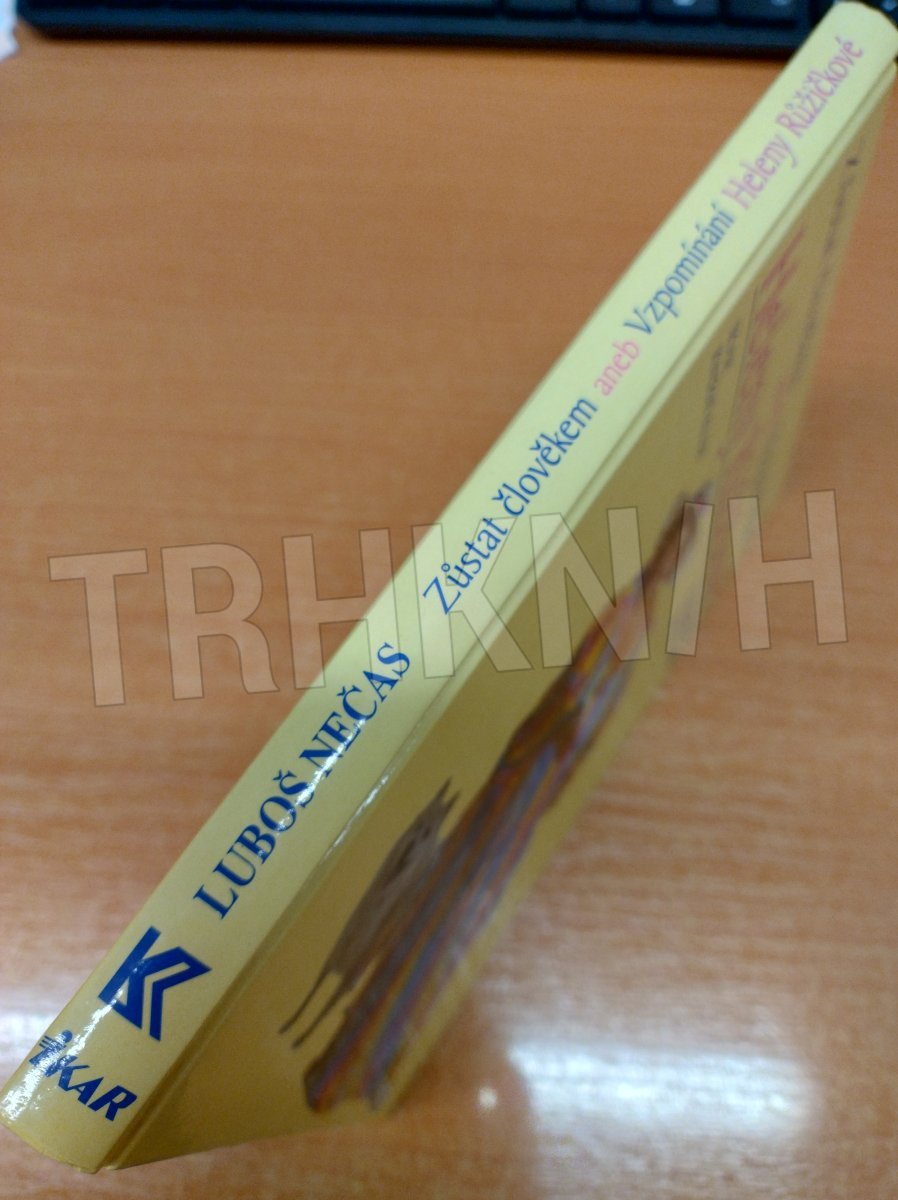 LUBOŠ NEČAS Zůstat člověkem aneb Vzpomínání Heleny Růžičkové
iKAR
TRHKNIH